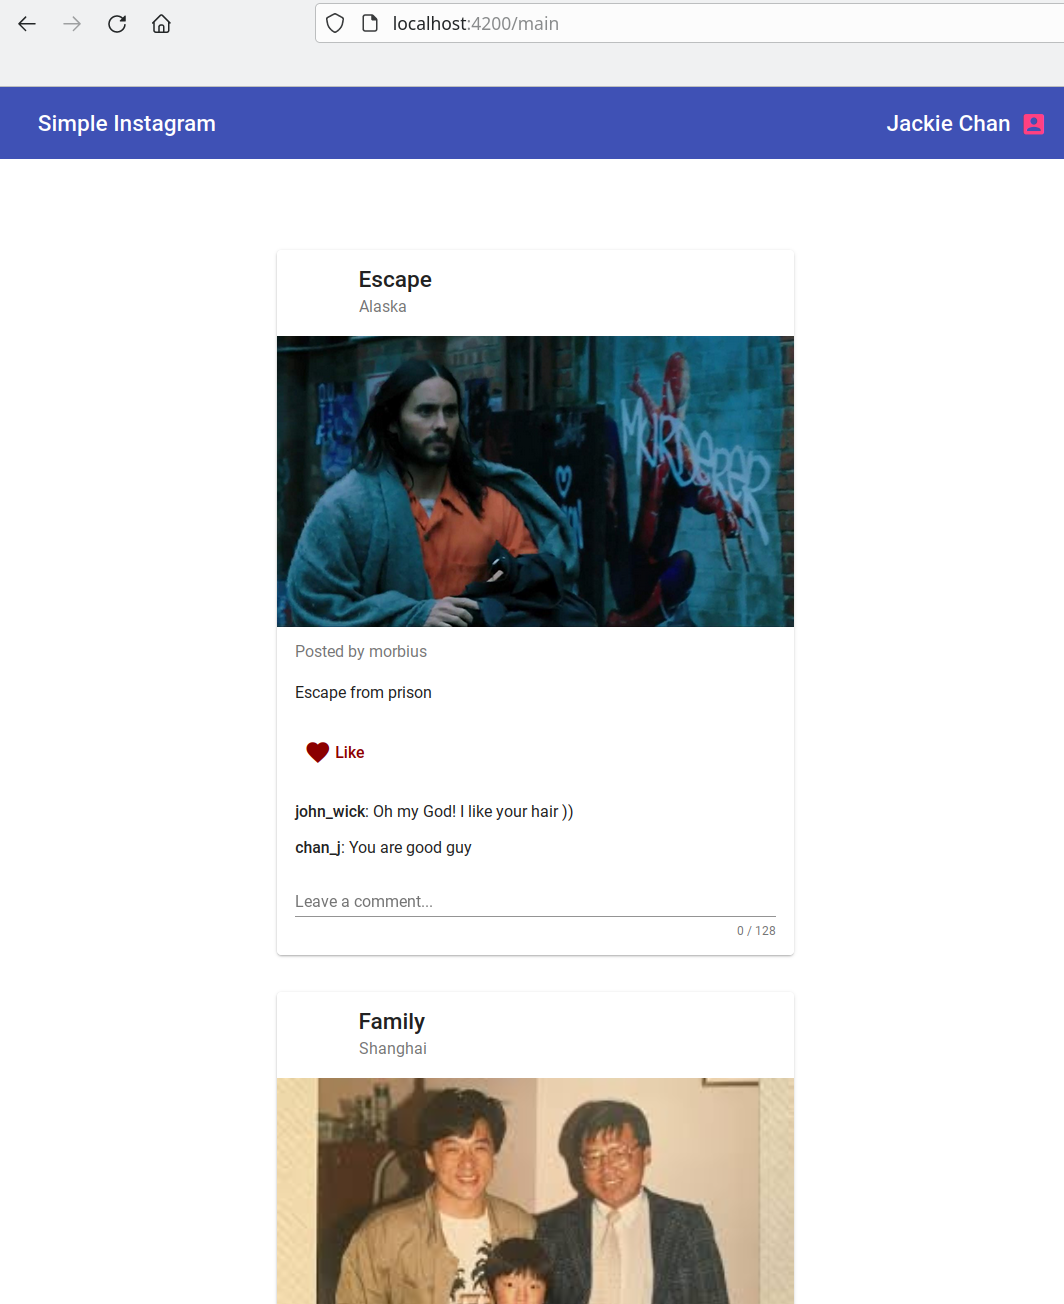 localhost:4200/main
Simple Instagram
Jackie Chan
Escape
Alaska
MURDERER
Posted by morbius
Escape from prison
Like
john_wick: Oh my God! I like your hair ))
chan_j: You are good guy
Leave a comment...
0 / 128
Family
Shanghai